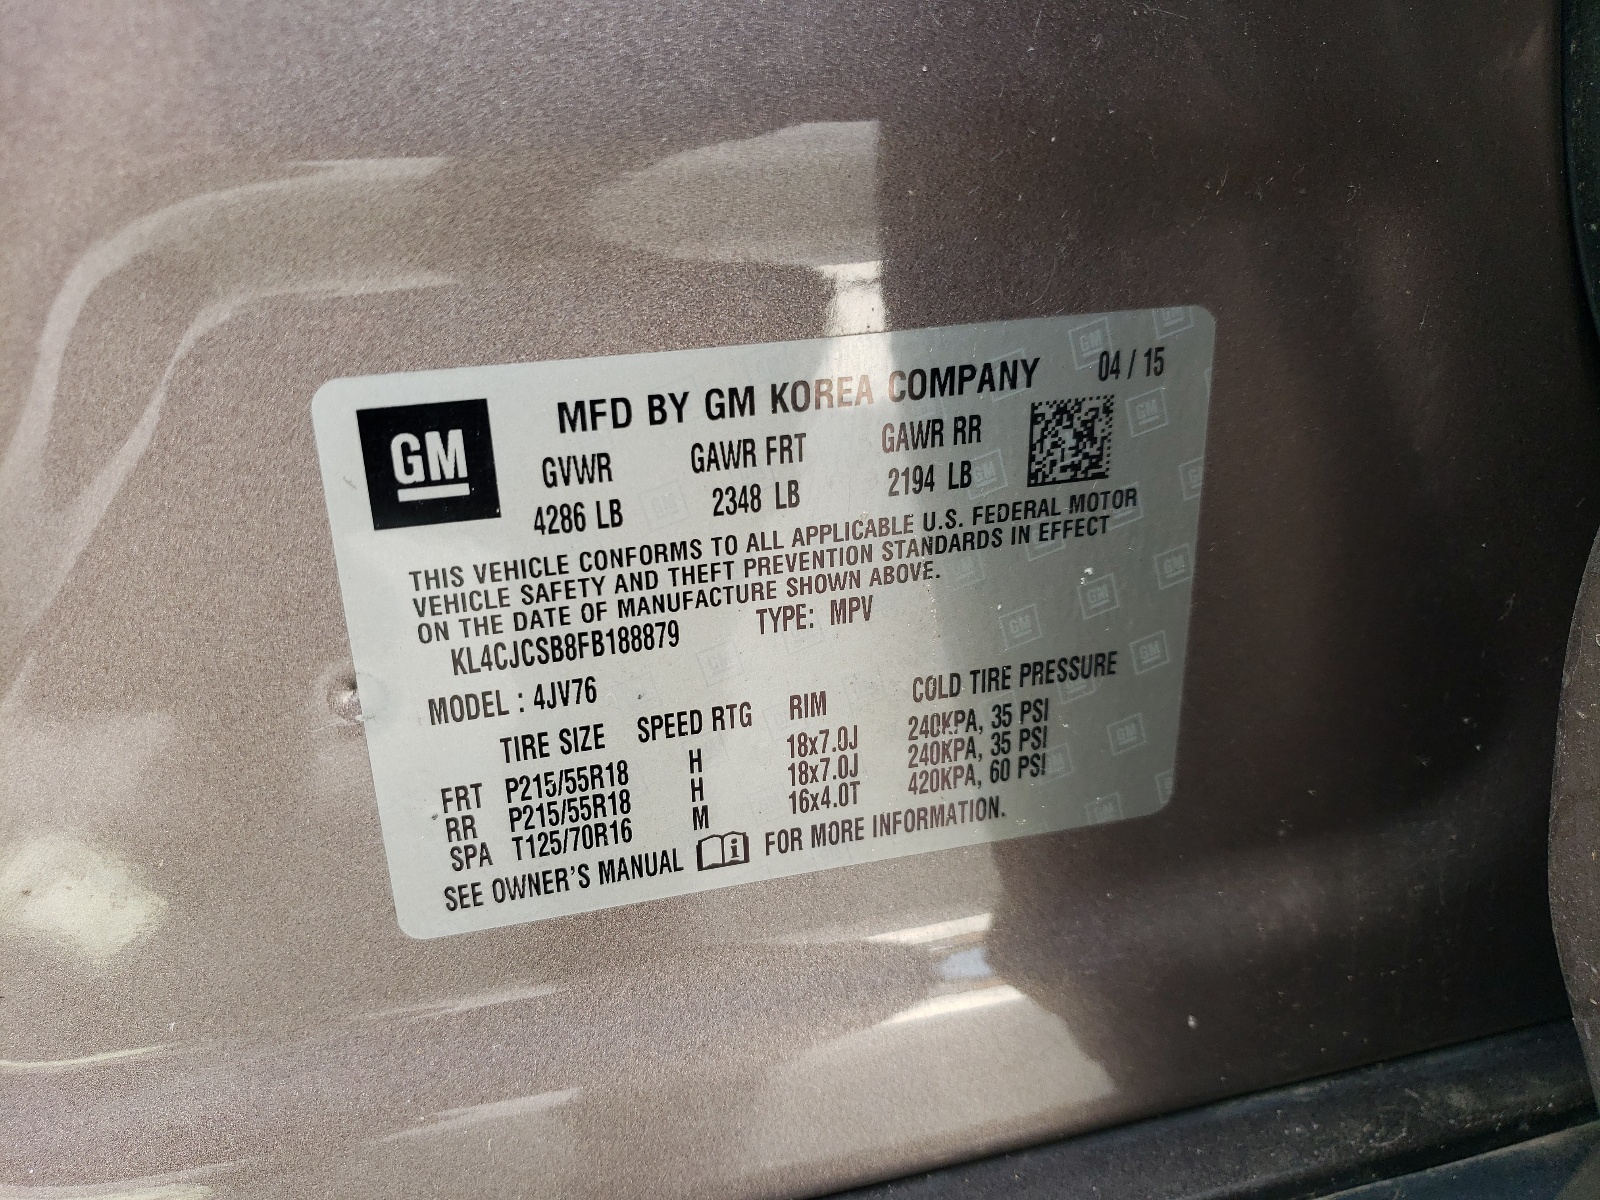 GM
MFD BY GM KOREA COMPANY 04 / 15
GVWR GAWR FRT GAWR RR
4286 LB 2348 LB 2194 LB
THIS VEHICLE CONFORMS TO ALL APPLICABLE U.S. FEDERAL MOTOR
VEHICLE SAFETY AND THEFT PREVENTION STANDARDS IN EFFECT
ON THE DATE OF MANUFACTURE SHOWN ABOVE.
KL4CJCSB8FB188879 TYPE: MPV
MODEL : 4JV76
TIRE SIZE SPEED RTG RIM COLD TIRE PRESSURE
FRT P215/55R18 H 18x7.0J 240KPA, 35 PSI
RR P215/55R18 H 18x7.0J 240KPA, 35 PSI
SPA T125/70R16 M 16x4.0T 420KPA, 60 PSI
SEE OWNER'S MANUAL i FOR MORE INFORMATION.